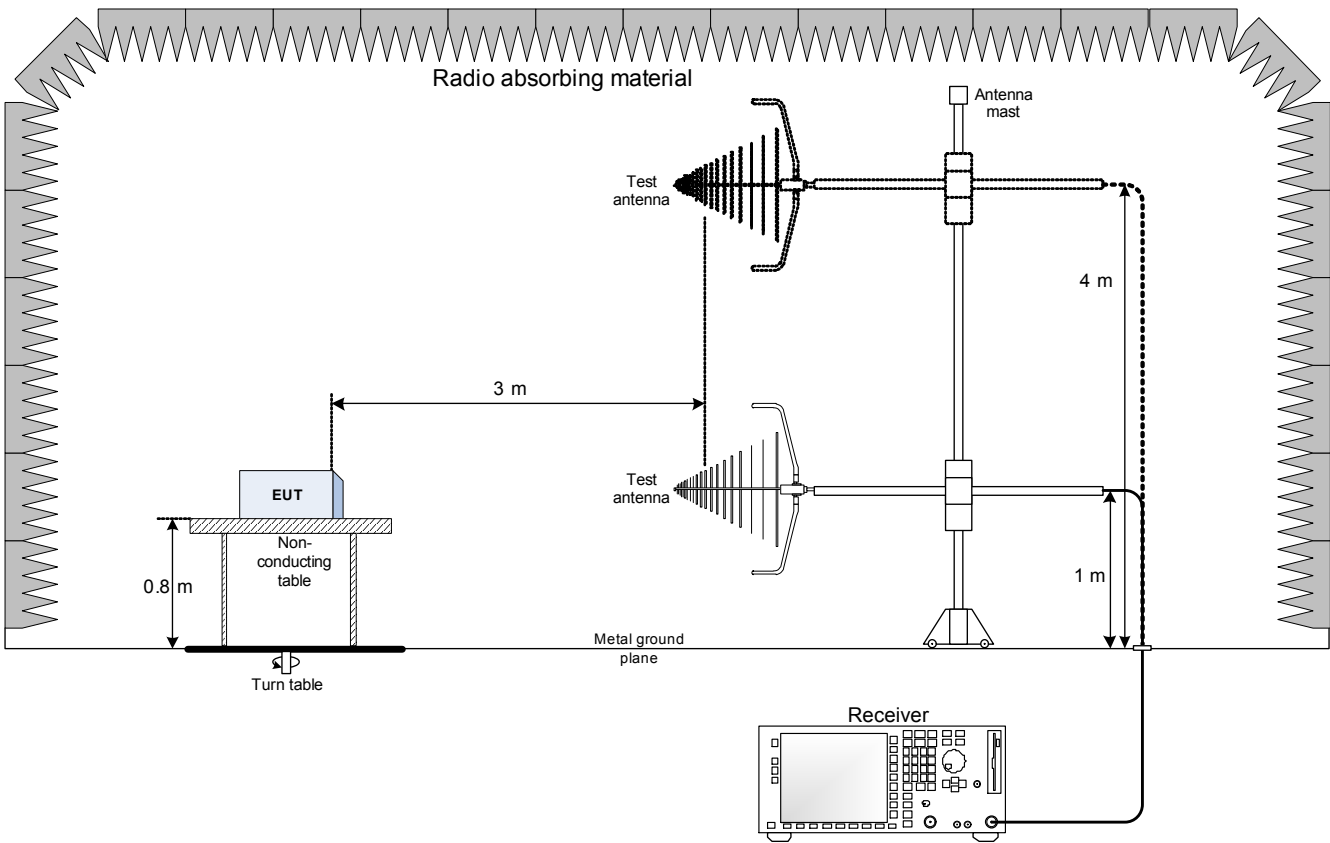 Radio absorbing material
Antenna
mast
Test
antenna
4 m
3 m
Test
antenna
EUT
Non-
conducting
table
0.8 m
1 m
Metal ground
plane
Turn table
Receiver